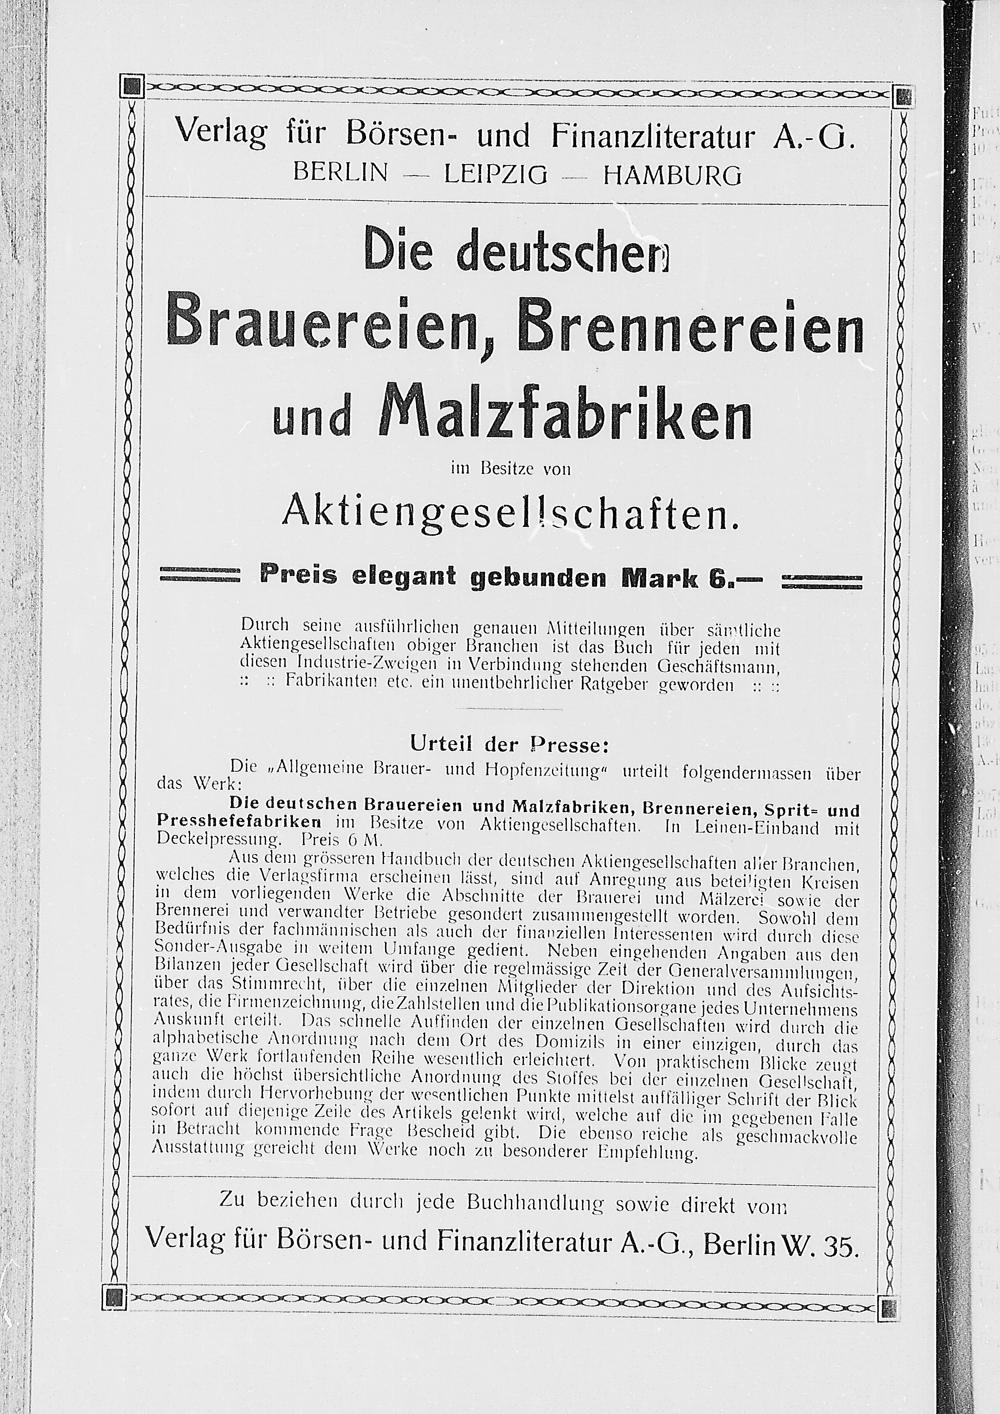 Verlag für Börsen- und Finanzliteratur A.-G.
BERLIN — LEIPZIG — HAMBURG
Die deutschen
Brauereien, Brennereien
und Malzfabriken
im Besitze von
Aktiengesellschaften.
Preis elegant gebunden Mark 6.—
Durch seine ausführlichen genauen Mitteilungen über sämtliche
Aktiengesellschaften obiger Branchen ist das Buch für jeden mit
diesen Industrie-Zweigen in Verbindung stehenden Geschäftsmann,
:: :: Fabrikanten etc. ein unentbehrlicher Ratgeber geworden :: ::
Urteil der Presse:
Die „Allgemeine Brauer- und Hopfenzeitung" urteilt folgendermassen über
das Werk:
Die deutschen Brauereien und Malzfabriken, Brennereien, Sprit= und
Presshefefabriken im Besitze von Aktiengesellschaften. In Leinen-Einband mit
Deckelpressung. Preis 6 M.
Aus dem grösseren Handbuch der deutschen Aktiengesellschaften aller Branchen,
welches die Verlagsfirma erscheinen lässt, sind auf Anregung aus beteiligten Kreisen
in dem vorliegenden Werke die Abschnitte der Brauerei und Mälzerei sowie der
Brennerei und verwandter Betriebe gesondert zusammengestellt worden. Sowohl dem
Bedürfnis der fachmännischen als auch der finanziellen Interessenten wird durch diese
Sonder-Ausgabe in weitem Umfange gedient. Neben eingehenden Angaben aus den
Bilanzen jeder Gesellschaft wird über die regelmässige Zeit der Generalversammlungen,
über das Stimmrecht, über die einzelnen Mitglieder der Direktion und des Aufsichts-
rates, die Firmenzeichnung, die Zahlstellen und die Publikationsorgane jedes Unternehmens
Auskunft erteilt. Das schnelle Auffinden der einzelnen Gesellschaften wird durch die
alphabetische Anordnung nach dem Ort des Domizils in einer einzigen, durch das
ganze Werk fortlaufenden Reihe wesentlich erleichtert. Von praktischem Blicke zeugt
auch die höchst übersichtliche Anordnung des Stoffes bei der einzelnen Gesellschaft,
indem durch Hervorhebung der wesentlichen Punkte mittelst auffälliger Schrift der Blick
sofort auf diejenige Zeile des Artikels gelenkt wird, welche auf die im gegebenen Falle
in Betracht kommende Frage Bescheid gibt. Die ebenso reiche als geschmackvolle
Ausstattung gereicht dem Werke noch zu besonderer Empfehlung.
Zu beziehen durch jede Buchhandlung sowie direkt vom
Verlag für Börsen- und Finanzliteratur A.-G., Berlin W. 35.